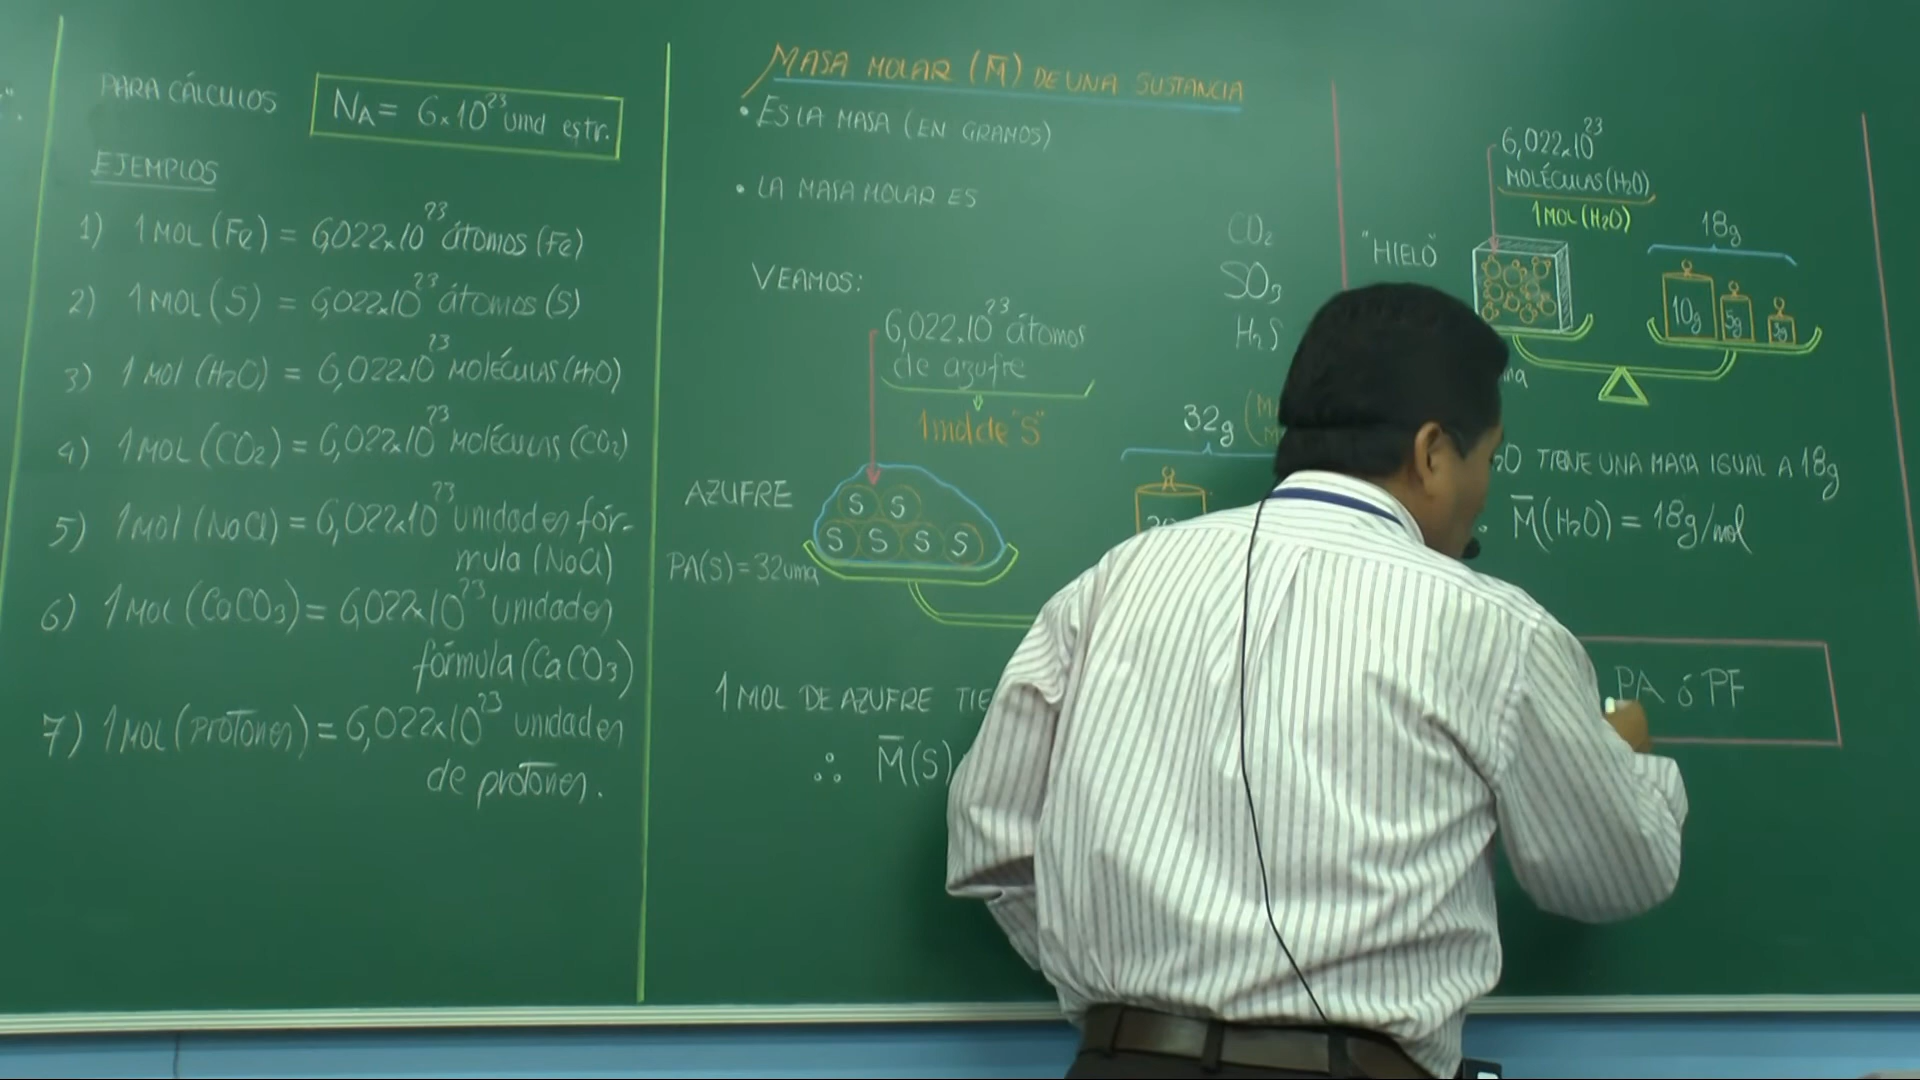 PARA CÁLCULOS
NA = 6x10²³ unid estr.
EJEMPLOS
1) 1 MOL (Fe) = 6,022x10²³ átomos (Fe)
2) 1 MOL (S) = 6,022x10²³ átomos (S)
3) 1 MOL (H₂O) = 6,022x10²³ MOLÉCULAS (H₂O)
4) 1 MOL (CO₂) = 6,022x10²³ MOLÉCULAS (CO₂)
5) 1 mol (NaCl) = 6,022x10²³ unidades fór-
mula (NaCl)
6) 1 MOL (CaCO₃) = 6,022x10²³ unidades
fórmula (CaCO₃)
7) 1 MOL (PROTONES) = 6,022x10²³ unidades
de protones.
MASA MOLAR (M̄) DE UNA SUSTANCIA
• ES LA MASA (EN GRAMOS)
• LA MASA MOLAR ES
VEAMOS:
6,022x10²³ átomos
de azufre
1 mol de "S"
AZUFRE
S S
S S S S
PA(S) = 32 uma
CO₂
SO₃
H₂S
32g
1 MOL DE AZUFRE
∴ M̄(S)
6,022x10²³
MOLÉCULAS (H₂O)
1 MOL (H₂O)
"HIELO"
18g
10g 5g 3g
TIENE UNA MASA IGUAL A 18g
M̄(H₂O) = 18g/mol
PA ó PF